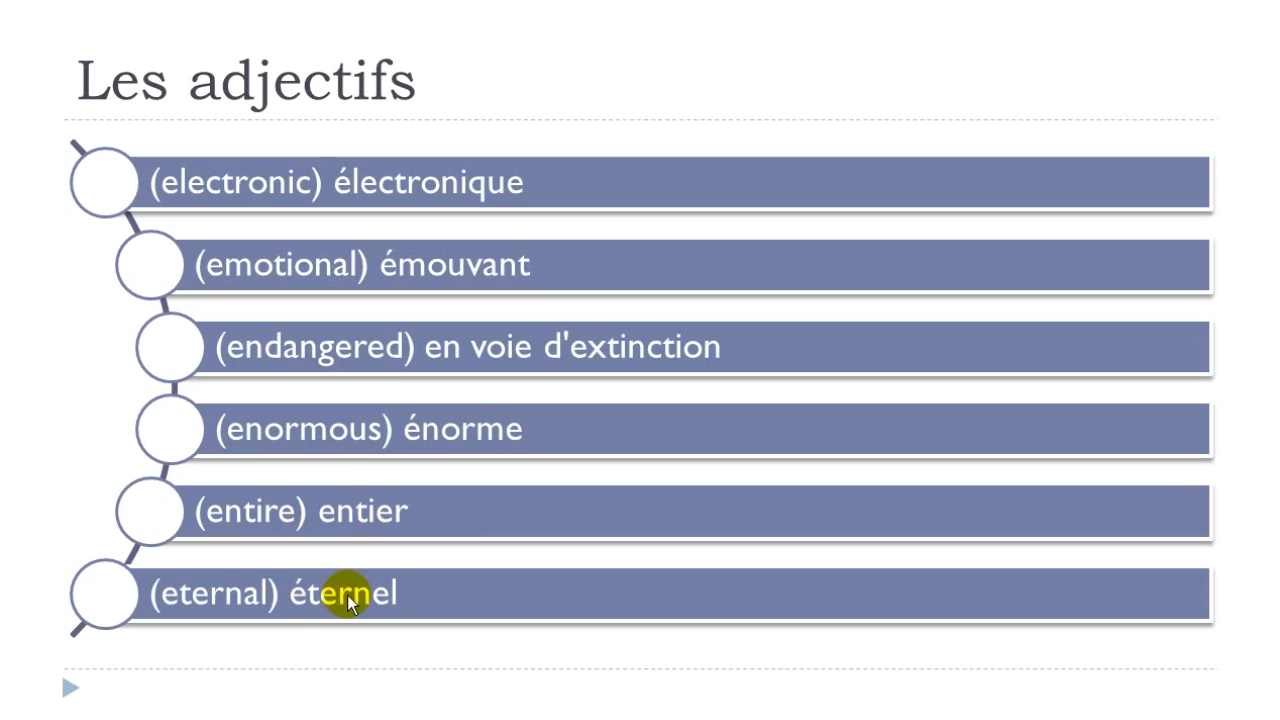 Les adjectifs
(electronic) électronique
(emotional) émouvant
(endangered) en voie d'extinction
(enormous) énorme
(entire) entier
(eternal) éternel